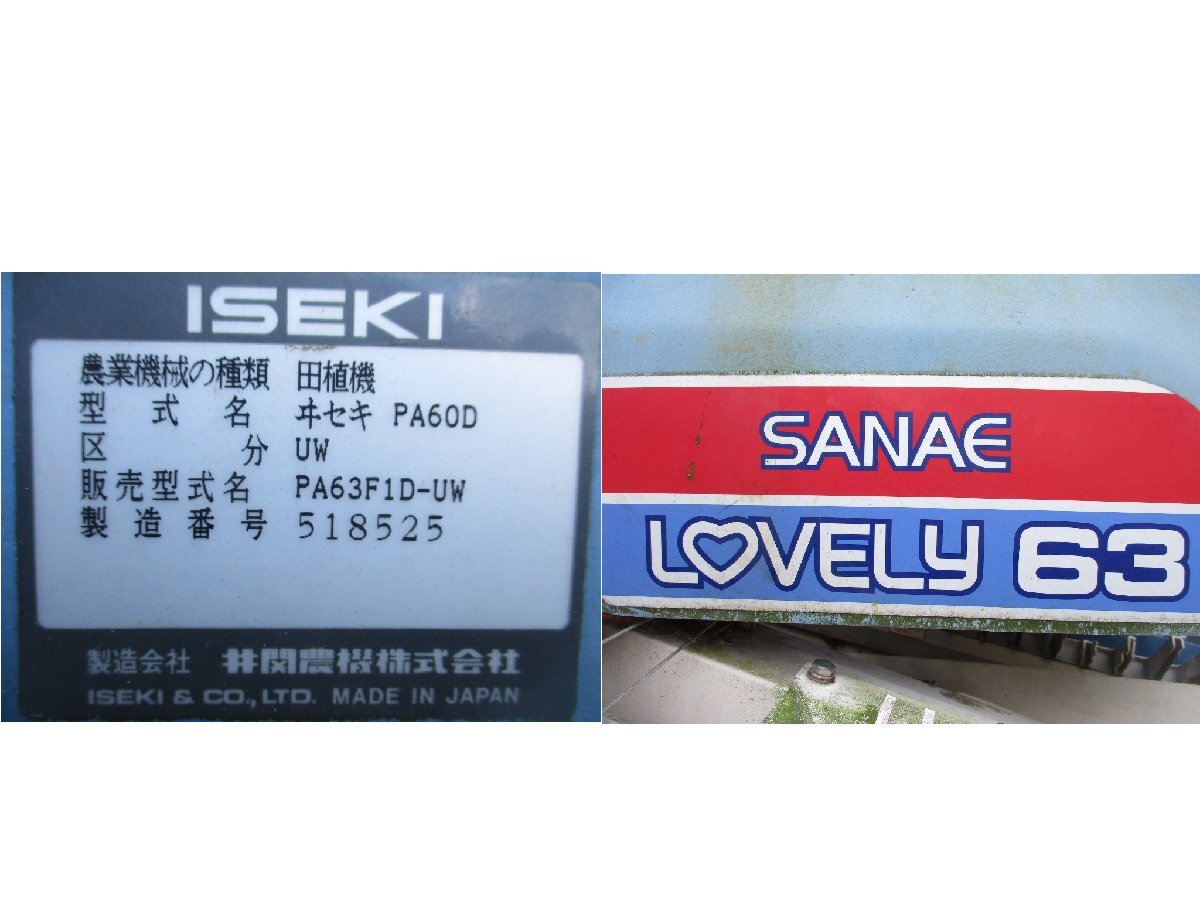 ISEKI
農業機械の種類 田植機
型式名 ヰセキ PA60D
区分 UW
販売型式名 PA63F1D-UW
製造番号 518525
製造会社 井関農機株式会社
ISEKI & CO., LTD. MADE IN JAPAN
SANAE
LOVELY 63